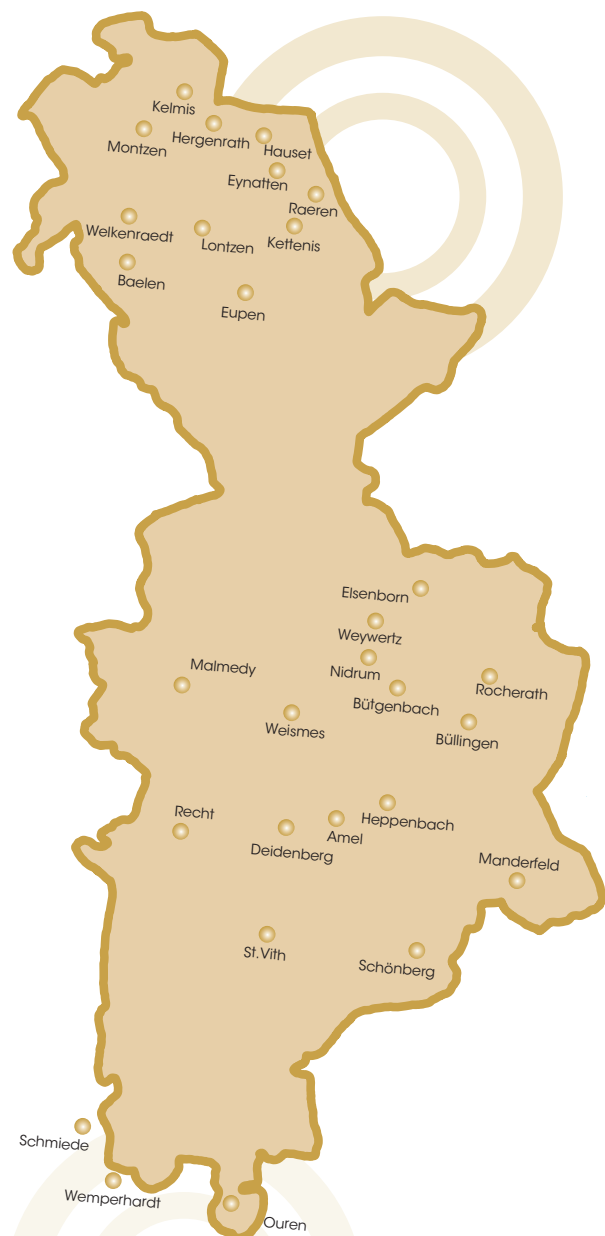 Kelmis
Hergenrath
Montzen
Hauset
Eynatten
Raeren
Welkenraedt
Lontzen
Kettenis
Baelen
Eupen
Elsenborn
Weywertz
Malmedy
Nidrum
Rocherath
Bütgenbach
Weismes
Büllingen
Recht
Heppenbach
Amel
Deidenberg
Manderfeld
St.Vith
Schönberg
Schmiede
Wemperhardt
Ouren